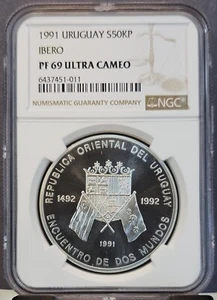 1991 URUGUAY S50KP
IBERO
PF 69 ULTRA CAMEO
6437451-011
NUMISMATIC GUARANTY COMPANY
NGC
REPUBLICA ORIENTAL DEL URUGUAY
1492
1992
1991
ENCUENTRO DE DOS MUNDOS